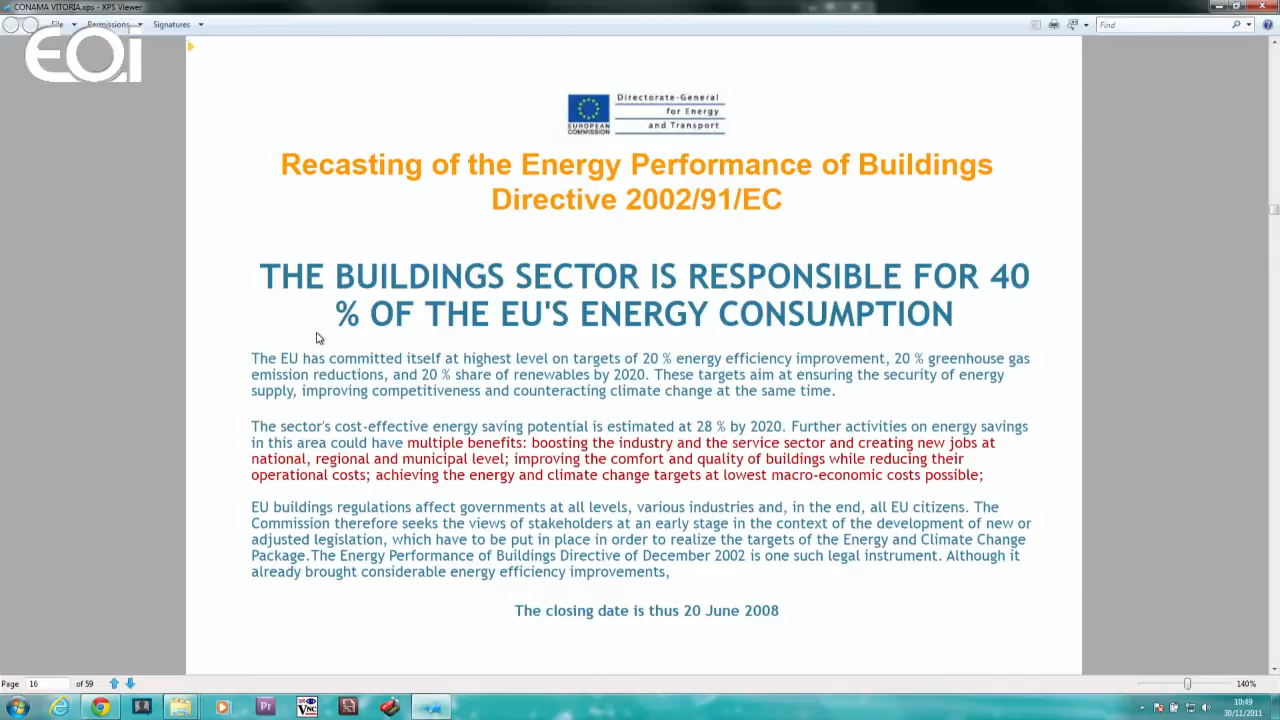 CONAMA VITORIA.xps - XPS Viewer
File Permissions Signatures
Find
eoi
Directorate-General
for Energy
and Transport
EUROPEAN
COMMISSION
Recasting of the Energy Performance of Buildings
Directive 2002/91/EC
THE BUILDINGS SECTOR IS RESPONSIBLE FOR 40
% OF THE EU'S ENERGY CONSUMPTION
The EU has committed itself at highest level on targets of 20 % energy efficiency improvement, 20 % greenhouse gas
emission reductions, and 20 % share of renewables by 2020. These targets aim at ensuring the security of energy
supply, improving competitiveness and counteracting climate change at the same time.
The sector's cost-effective energy saving potential is estimated at 28 % by 2020. Further activities on energy savings
in this area could have multiple benefits: boosting the industry and the service sector and creating new jobs at
national, regional and municipal level; improving the comfort and quality of buildings while reducing their
operational costs; achieving the energy and climate change targets at lowest macro-economic costs possible;
EU buildings regulations affect governments at all levels, various industries and, in the end, all EU citizens. The
Commission therefore seeks the views of stakeholders at an early stage in the context of the development of new or
adjusted legislation, which have to be put in place in order to realize the targets of the Energy and Climate Change
Package.The Energy Performance of Buildings Directive of December 2002 is one such legal instrument. Although it
already brought considerable energy efficiency improvements,
The closing date is thus 20 June 2008
Page 16 of 59
140%
Pr
VNC
10:49
30/11/2011